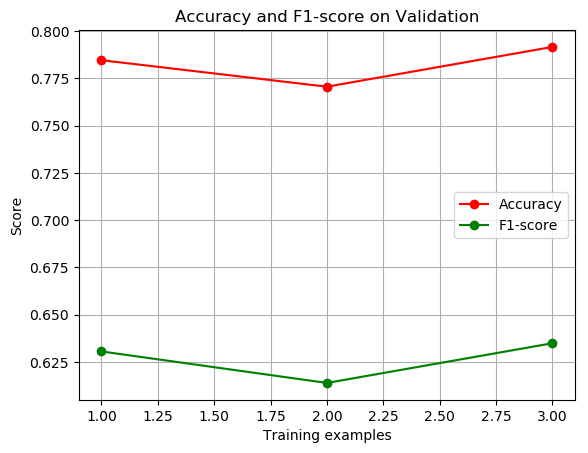 Accuracy and F1-score on Validation
0.800
0.775
0.750
0.725
0.700
0.675
0.650
0.625
Score
Accuracy
F1-score
1.00 1.25 1.50 1.75 2.00 2.25 2.50 2.75 3.00
Training examples